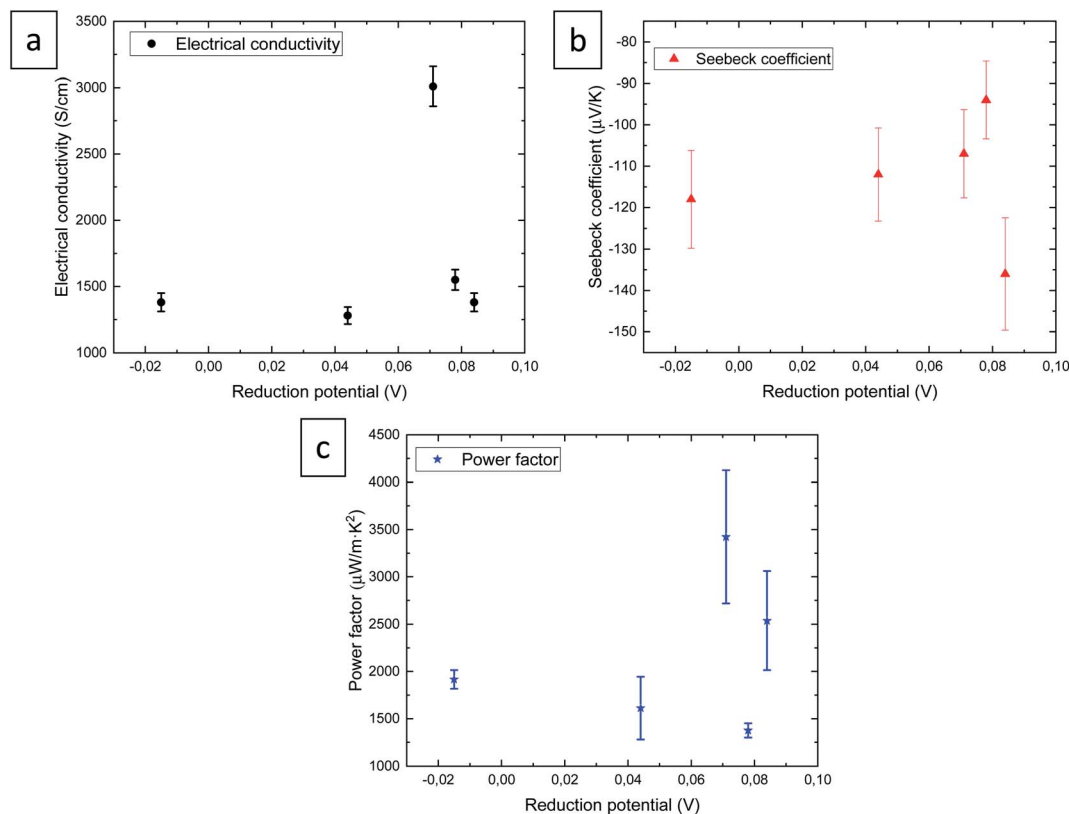 a
Electrical conductivity
Electrical conductivity (S/cm)
3500
3000
2500
2000
1500
1000
-0,02 0,00 0,02 0,04 0,06 0,08 0,10
Reduction potential (V)
b
Seebeck coefficient
Seebeck coefficient (μV/K)
-80
-90
-100
-110
-120
-130
-140
-150
-0,02 0,00 0,02 0,04 0,06 0,08 0,10
Reduction potential (V)
c
Power factor
Power factor (μW/m·K²)
4500
4000
3500
3000
2500
2000
1500
1000
-0,02 0,00 0,02 0,04 0,06 0,08 0,10
Reduction potential (V)